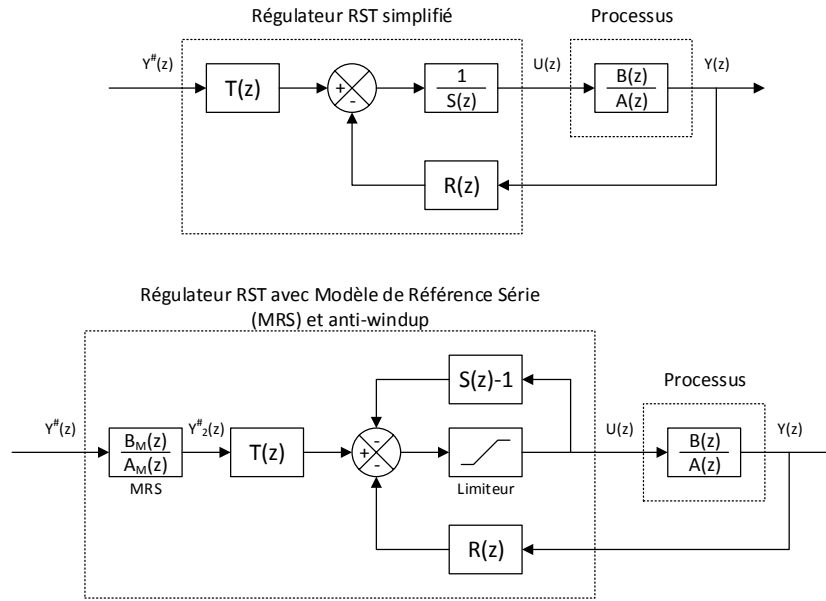 Régulateur RST simplifié
Processus
Y#(z)
T(z)
+
-
1
S(z)
U(z)
B(z)
A(z)
Y(z)
R(z)
Régulateur RST avec Modèle de Référence Série
(MRS) et anti-windup
S(z)-1
Processus
Y#(z)
BM(z)
AM(z)
MRS
Y#2(z)
T(z)
-
+
-
Limiteur
U(z)
B(z)
A(z)
Y(z)
R(z)